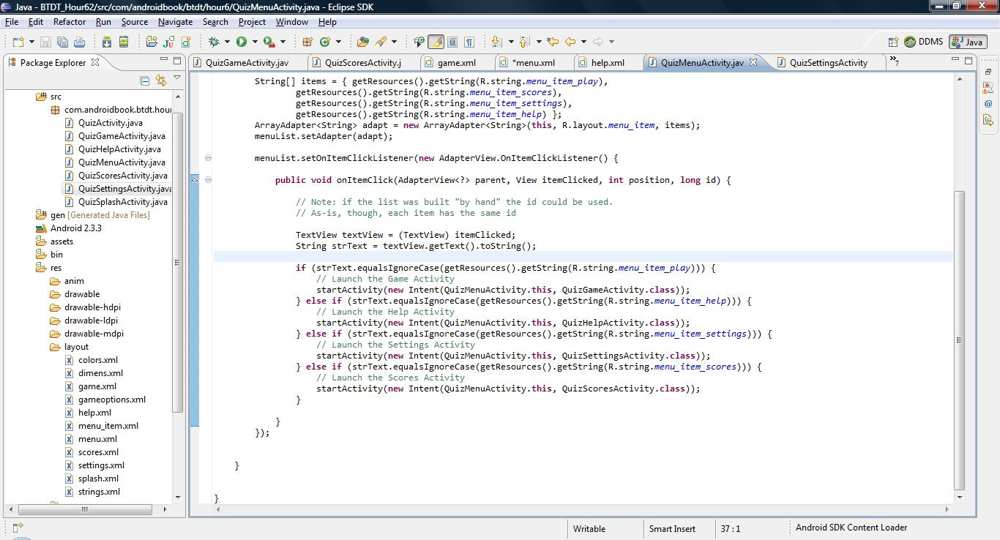 Java - BTDT_Hour62/src/com/androidbook/btdt/hour6/QuizMenuActivity.java - Eclipse SDK
File Edit Refactor Run Source Navigate Search Project Window Help
DDMS Java
Package Explorer
QuizGameActivity.jav QuizScoresActivity.j game.xml *menu.xml help.xml QuizMenuActivity.jav QuizSettingsActivity »7
src
com.androidbook.btdt.hour
QuizActivity.java
QuizGameActivity.java
QuizHelpActivity.java
QuizMenuActivity.java
QuizScoresActivity.java
QuizSettingsActivity.java
QuizSplashActivity.java
gen [Generated Java Files]
Android 2.3.3
assets
bin
res
anim
drawable
drawable-hdpi
drawable-ldpi
drawable-mdpi
layout
colors.xml
dimens.xml
game.xml
gameoptions.xml
help.xml
menu_item.xml
menu.xml
scores.xml
settings.xml
splash.xml
strings.xml
String[] items = { getResources().getString(R.string.menu_item_play),
getResources().getString(R.string.menu_item_scores),
getResources().getString(R.string.menu_item_settings),
getResources().getString(R.string.menu_item_help) };
ArrayAdapter<String> adapt = new ArrayAdapter<String>(this, R.layout.menu_item, items);
menuList.setAdapter(adapt);
menuList.setOnItemClickListener(new AdapterView.OnItemClickListener() {
public void onItemClick(AdapterView<?> parent, View itemClicked, int position, long id) {
// Note: if the list was built "by hand" the id could be used.
// As-is, though, each item has the same id
TextView textView = (TextView) itemClicked;
String strText = textView.getText().toString();
if (strText.equalsIgnoreCase(getResources().getString(R.string.menu_item_play))) {
// Launch the Game Activity
startActivity(new Intent(QuizMenuActivity.this, QuizGameActivity.class));
} else if (strText.equalsIgnoreCase(getResources().getString(R.string.menu_item_help))) {
// Launch the Help Activity
startActivity(new Intent(QuizMenuActivity.this, QuizHelpActivity.class));
} else if (strText.equalsIgnoreCase(getResources().getString(R.string.menu_item_settings))) {
// Launch the Settings Activity
startActivity(new Intent(QuizMenuActivity.this, QuizSettingsActivity.class));
} else if (strText.equalsIgnoreCase(getResources().getString(R.string.menu_item_scores))) {
// Launch the Scores Activity
startActivity(new Intent(QuizMenuActivity.this, QuizScoresActivity.class));
}
}
});
}
}
Writable Smart Insert 37 : 1 Android SDK Content Loader